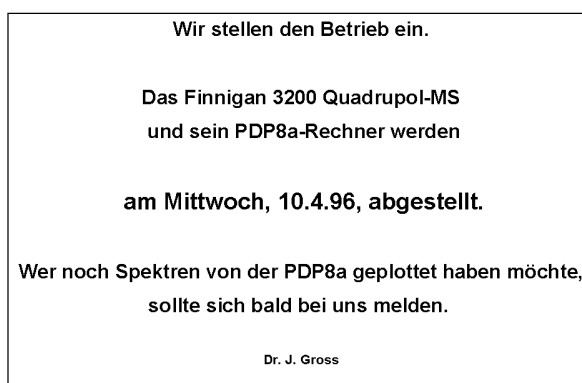 Wir stellen den Betrieb ein.
Das Finnigan 3200 Quadrupol-MS
und sein PDP8a-Rechner werden
am Mittwoch, 10.4.96, abgestellt.
Wer noch Spektren von der PDP8a geplottet haben möchte,
sollte sich bald bei uns melden.
Dr. J. Gross